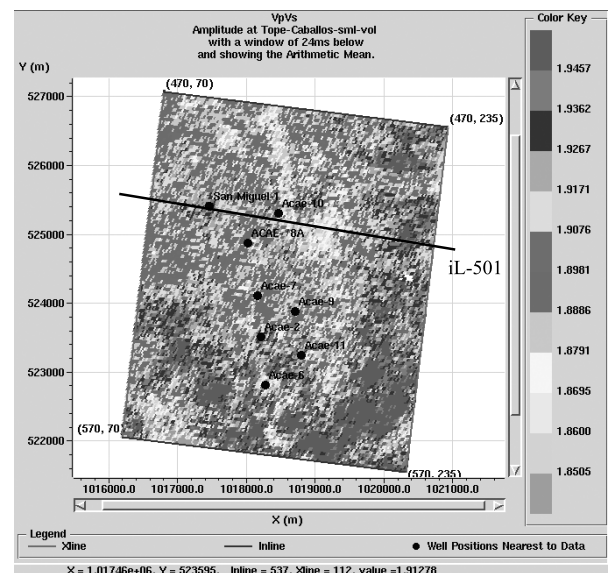 VpVs
Amplitude at Tope-Caballos-sml-vol
with a window of 24ms below
and showing the Arithmetic Mean.
Color Key
Y (m)
(470, 70)
(470, 235)
527000
526000
525000
524000
523000
522000
San Miguel-1
Acae-10
ACAE-
8A
iL-501
Acae-7
Acae-9
Acae-2
Acae-11
(570, 70)
(570, 235)
1016000.0 1017000.0 1018000.0 1019000.0 1020000.0 1021000.0
X (m)
1.9457
1.9362
1.9267
1.9171
1.9076
1.8981
1.8886
1.8791
1.8695
1.8600
1.8505
Legend
Xline Inline Well Positions Nearest to Data
X = 1.01746e+06, Y = 523595, Inline = 537, Xline = 112, value =1.91278